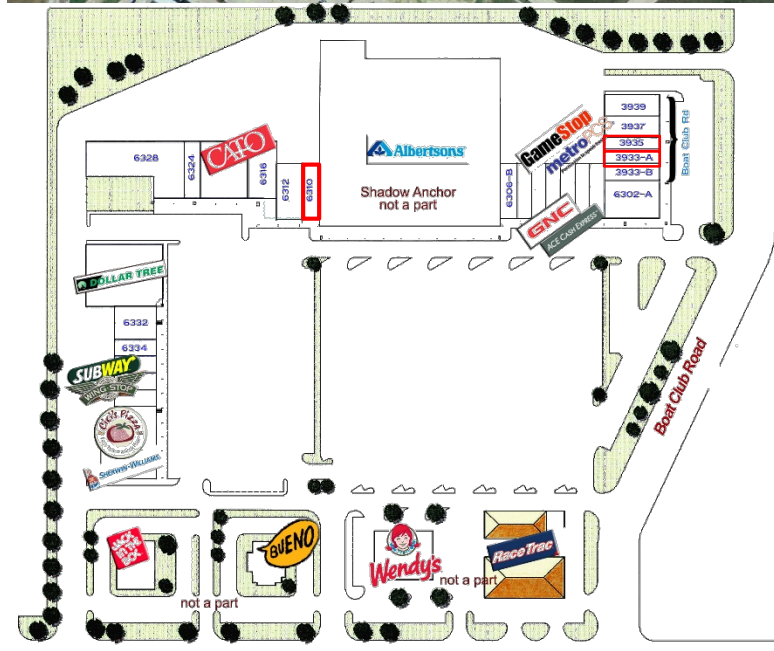 CATO
Albertsons
Shadow Anchor
not a part
GameStop
metroPCS
GNC
ACE CASH EXPRESS
6328
6324
6316
6312
6310
6306-B
3939
3937
3935
3933-A
3933-B
6302-A
Boat Club Rd
DOLLAR TREE
6332
6334
SUBWAY
WING STOP
CiCi's Pizza
SHERWIN-WILLIAMS
Boat Club Road
JACK
IN THE
BOX
BUENO
not a part
Wendy's
not a part
RaceTrac